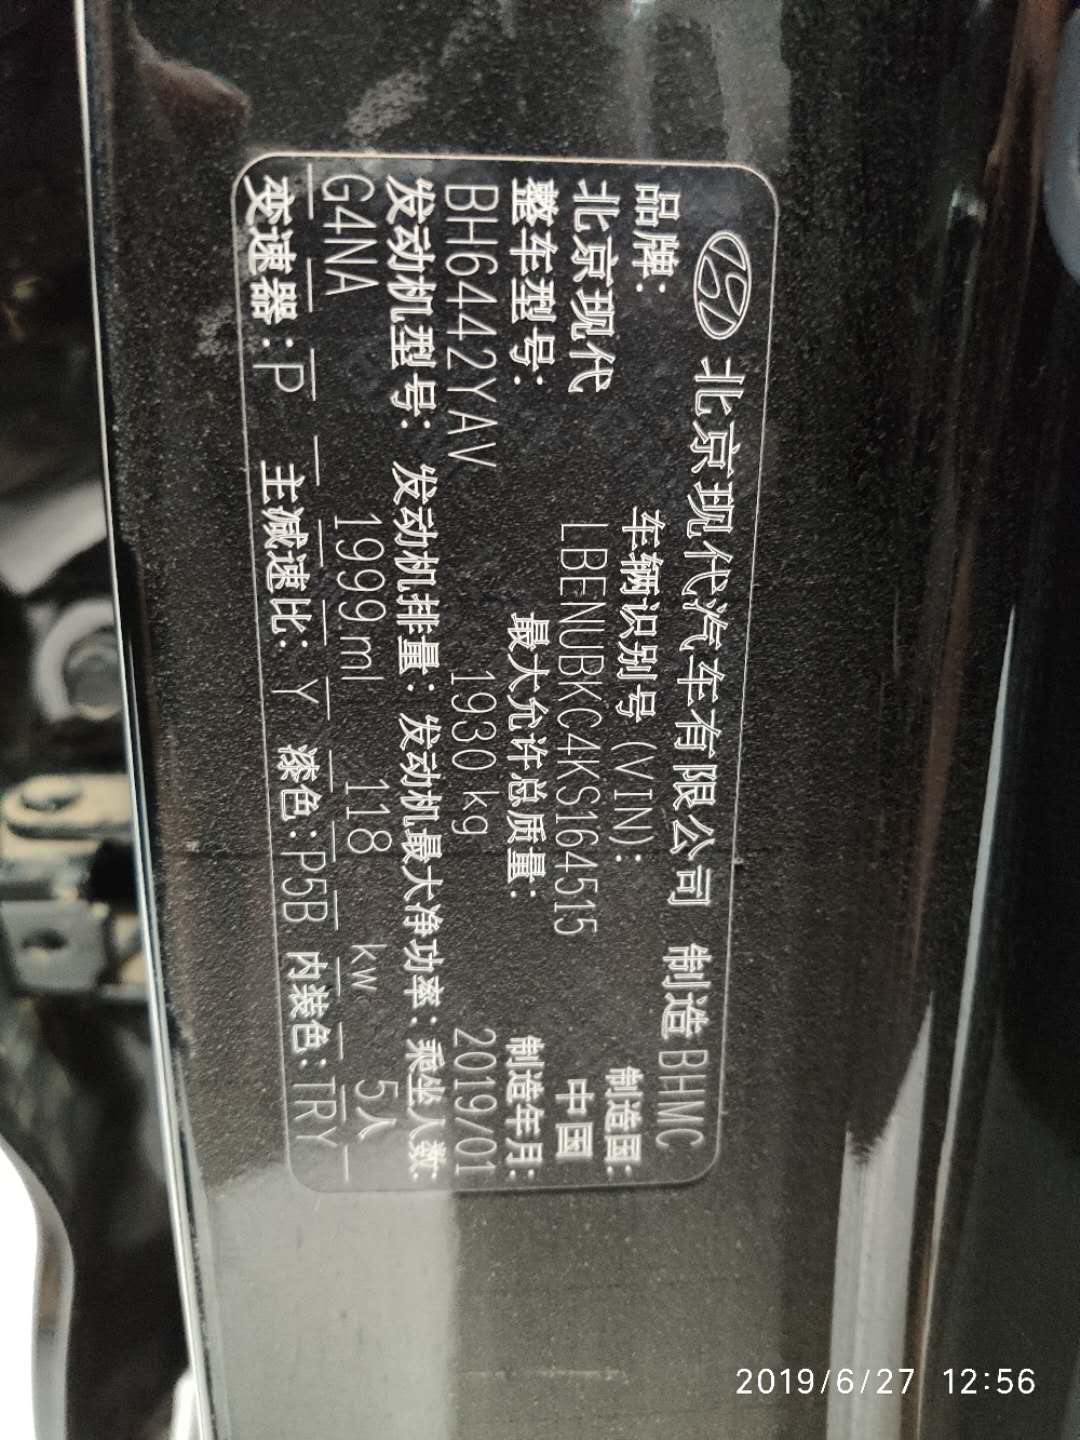 北京现代汽车有限公司 制造 BHMC
品牌: 车辆识别号(VIN): 制造国:
北京现代 LBENUBKC4KS164515 中国
整车型号: 最大允许总质量: 制造年月:
BH6442YAV 1930 kg 2019/01
发动机型号: 发动机排量: 发动机最大净功率: 乘坐人数:
G4NA 1999 ml 118 kw 5人
变速器:P 主减速比: Y 漆色:P5B 内装色:TRY
2019/6/27 12:56